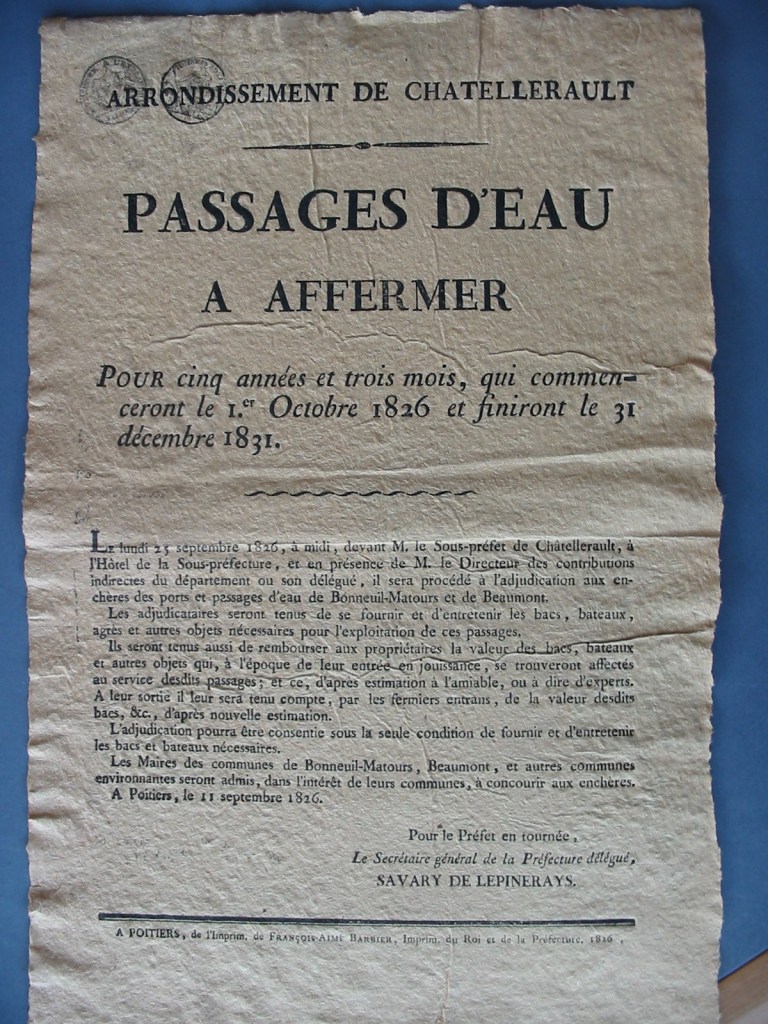 ARRONDISSEMENT DE CHATELLERAULT
PASSAGES D'EAU
A AFFERMER
POUR cinq années et trois mois, qui commen-
ceront le 1.er Octobre 1826 et finiront le 31
décembre 1831.
LE lundi 25 septembre 1826, à midi, devant M. le Sous-préfet de Châtellerault, à
l'Hôtel de la Sous-préfecture, et en présence de M. le Directeur des contributions
indirectes du département ou son délégué, il sera procédé à l'adjudication aux en-
chères des ports et passages d'eau de Bonneuil-Matours et de Beaumont.
Les adjudicataires seront tenus de se fournir et d'entretenir les bacs, bateaux,
agrès et autres objets nécessaires pour l'exploitation de ces passages.
Ils seront tenus aussi de rembourser aux propriétaires la valeur des bacs, bateaux
et autres objets qui, à l'époque de leur entrée en jouissance, se trouveront affectés
au service desdits passages; et ce, d'après estimation à l'amiable, ou à dire d'experts.
A leur sortie il leur sera tenu compte, par les fermiers entrans, de la valeur desdits
bacs, &c., d'après nouvelle estimation.
L'adjudication pourra être consentie sous la seule condition de fournir et d'entretenir
les bacs et bateaux nécessaires.
Les Maires des communes de Bonneuil-Matours, Beaumont, et autres communes
environnantes seront admis, dans l'intérêt de leurs communes, à concourir aux enchères.
A Poitiers, le 11 septembre 1826.
Pour le Préfet en tournée,
Le Secrétaire général de la Préfecture délégué,
SAVARY DE LEPINERAYS.
A POITIERS, de l'Imprim. de FRANÇOIS-AIMÉ BARBIER, Imprim. du Roi et de la Préfecture. 1826.